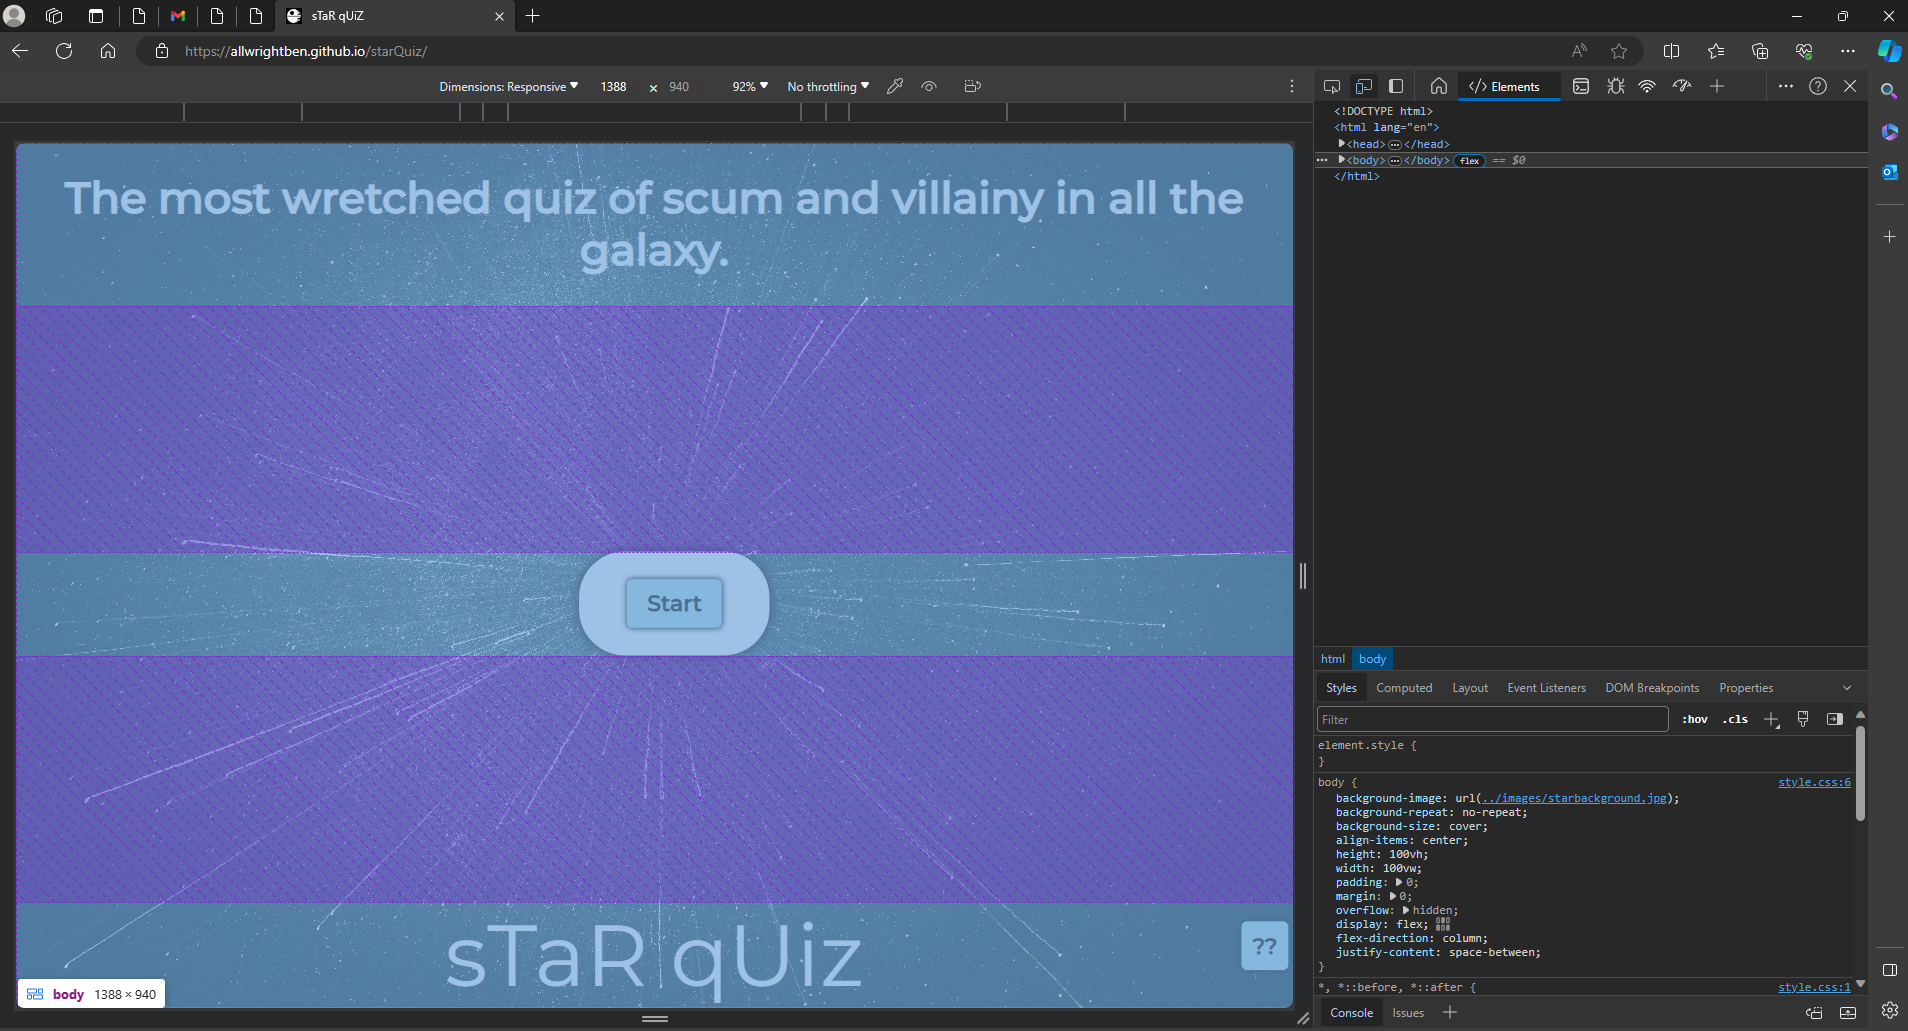 sTaR qUiZ
https://allwrightben.github.io/starQuiz/
Dimensions: Responsive 1388 × 940 92% No throttling
Elements
The most wretched quiz of scum and villainy in all the
galaxy.
Start
sTaR qUiz
??
body 1388 × 940
<!DOCTYPE html>
<html lang="en">
<head>…</head>
<body>…</body> flex == $0
</html>
html body
Styles Computed Layout Event Listeners DOM Breakpoints Properties
Filter :hov .cls
element.style {
}
body { style.css:6
background-image: url(../images/starbackground.jpg);
background-repeat: no-repeat;
background-size: cover;
align-items: center;
height: 100vh;
width: 100vw;
padding: 0;
margin: 0;
overflow: hidden;
display: flex;
flex-direction: column;
justify-content: space-between;
}
*, *::before, *::after { style.css:1
Console Issues